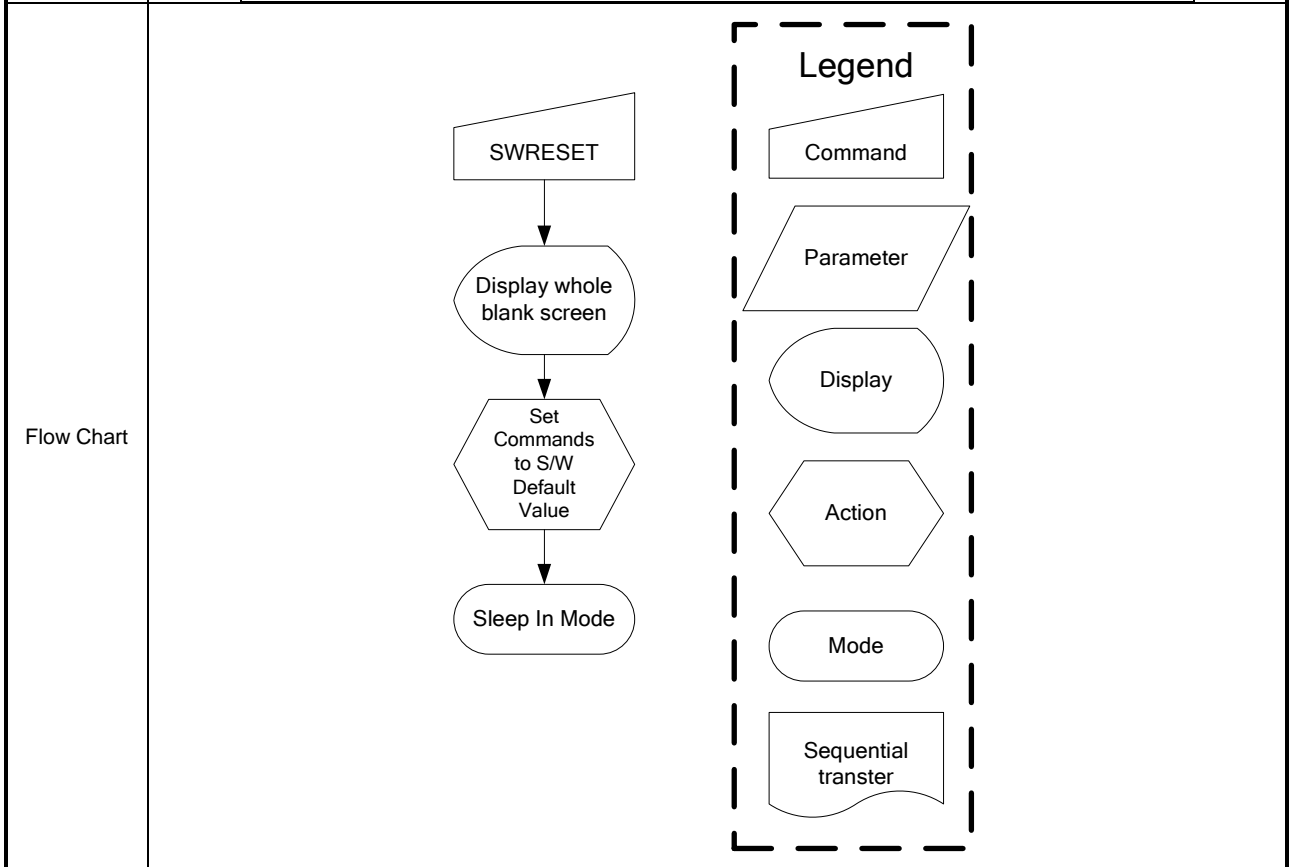 Flow Chart
SWRESET
Display whole
blank screen
Set
Commands
to S/W
Default
Value
Sleep In Mode
Legend
Command
Parameter
Display
Action
Mode
Sequential
transter